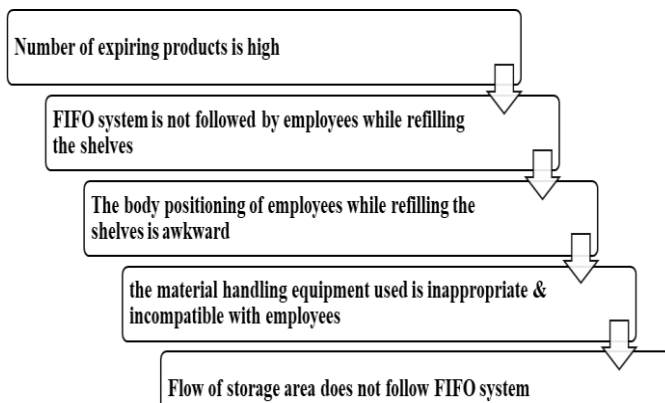 Number of expiring products is high
FIFO system is not followed by employees while refilling
the shelves
The body positioning of employees while refilling the
shelves is awkward
the material handling equipment used is inappropriate &
incompatible with employees
Flow of storage area does not follow FIFO system